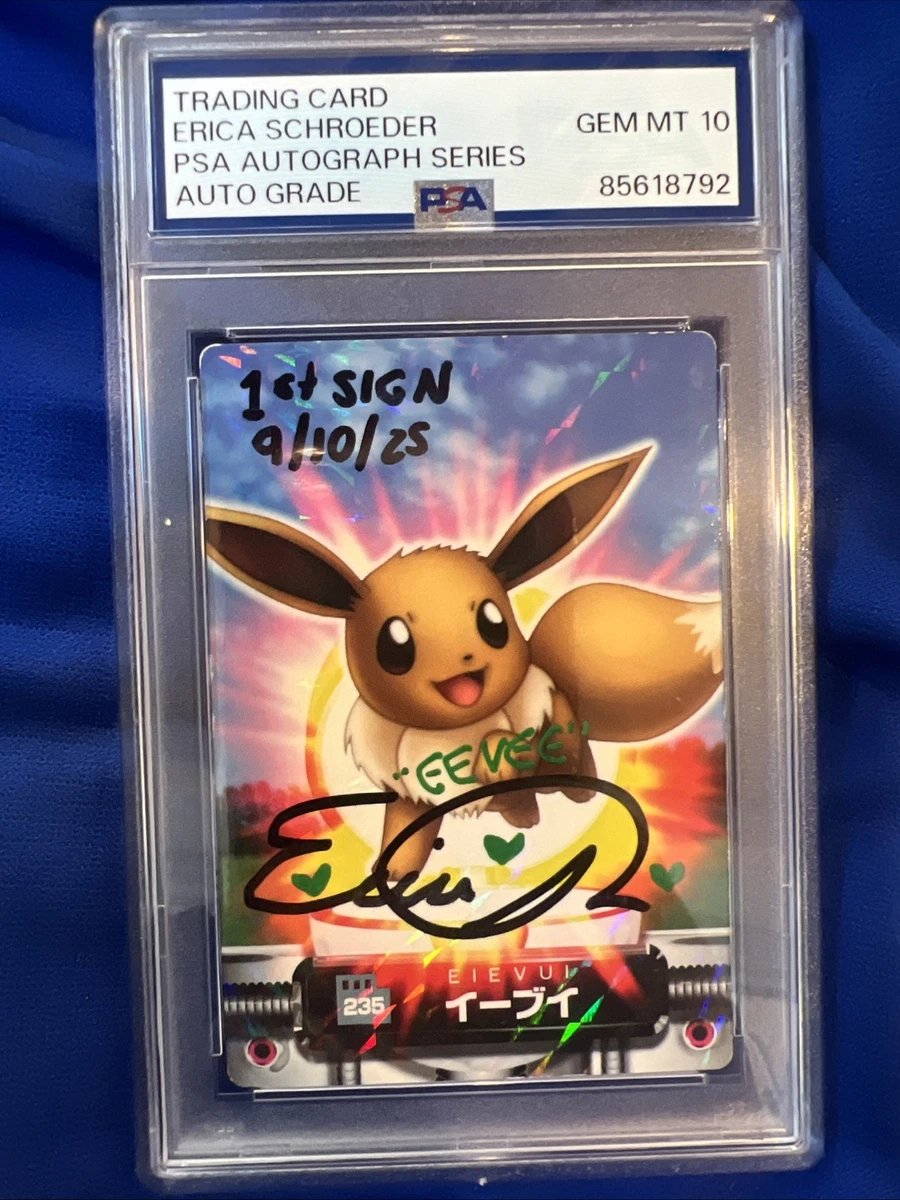 TRADING CARD
ERICA SCHROEDER GEM MT 10
PSA AUTOGRAPH SERIES
AUTO GRADE PSA 85618792
1st SIGN
9/10/25
"EEVEE"
EIEVUI
235 イーブイ